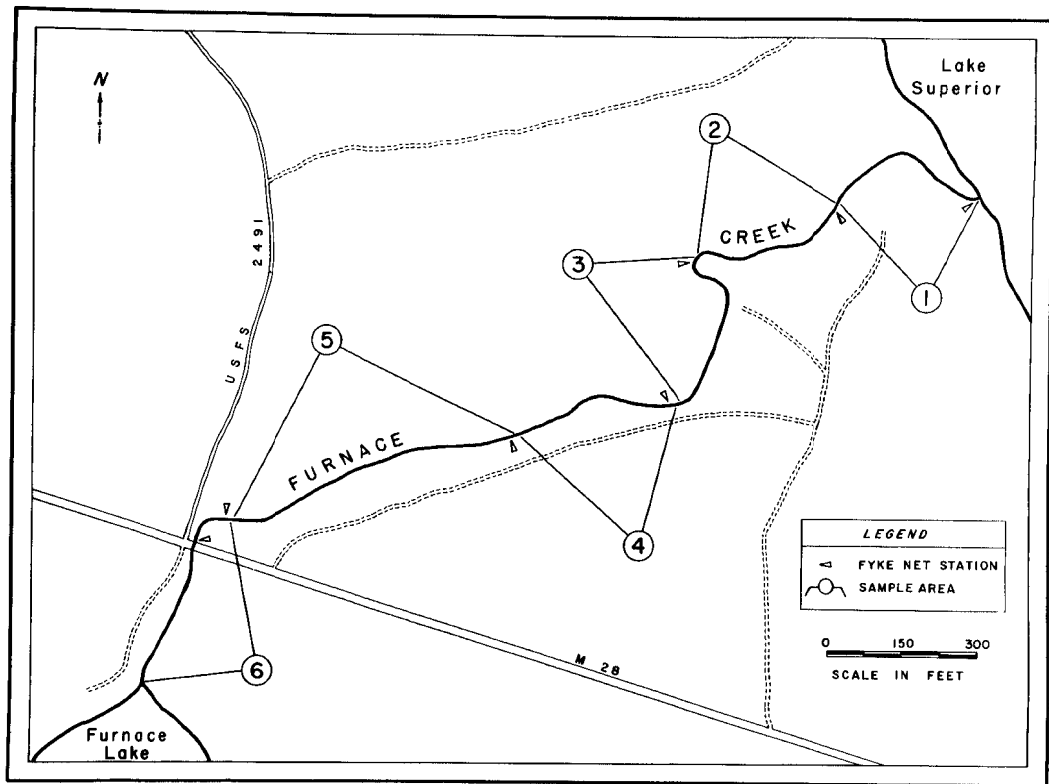 N
Lake
Superior
2
CREEK
3
1
USFS 2491
5
FURNACE
4
LEGEND
FYKE NET STATION
SAMPLE AREA
0 150 300
SCALE IN FEET
M 28
6
Furnace
Lake